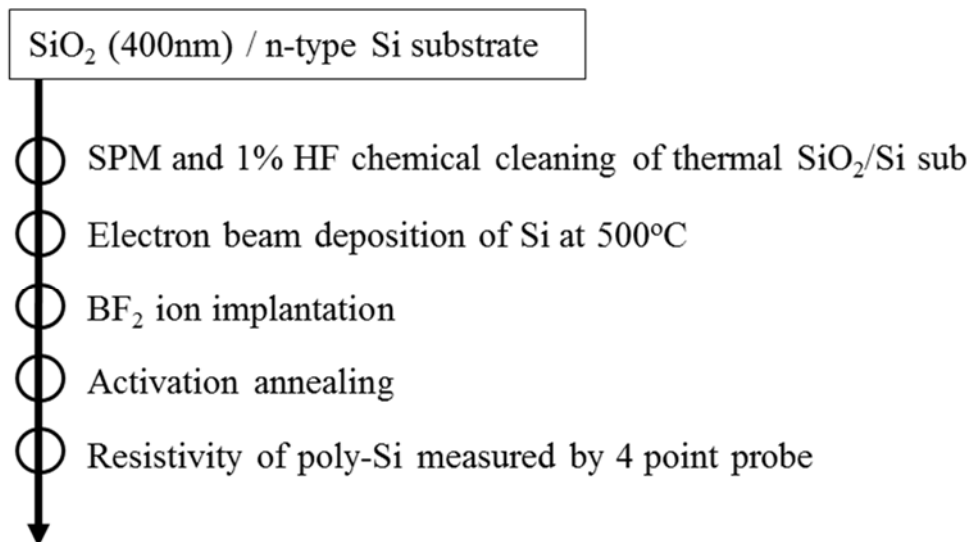 SiO₂ (400nm) / n-type Si substrate
SPM and 1% HF chemical cleaning of thermal SiO₂/Si sub
Electron beam deposition of Si at 500°C
BF₂ ion implantation
Activation annealing
Resistivity of poly-Si measured by 4 point probe